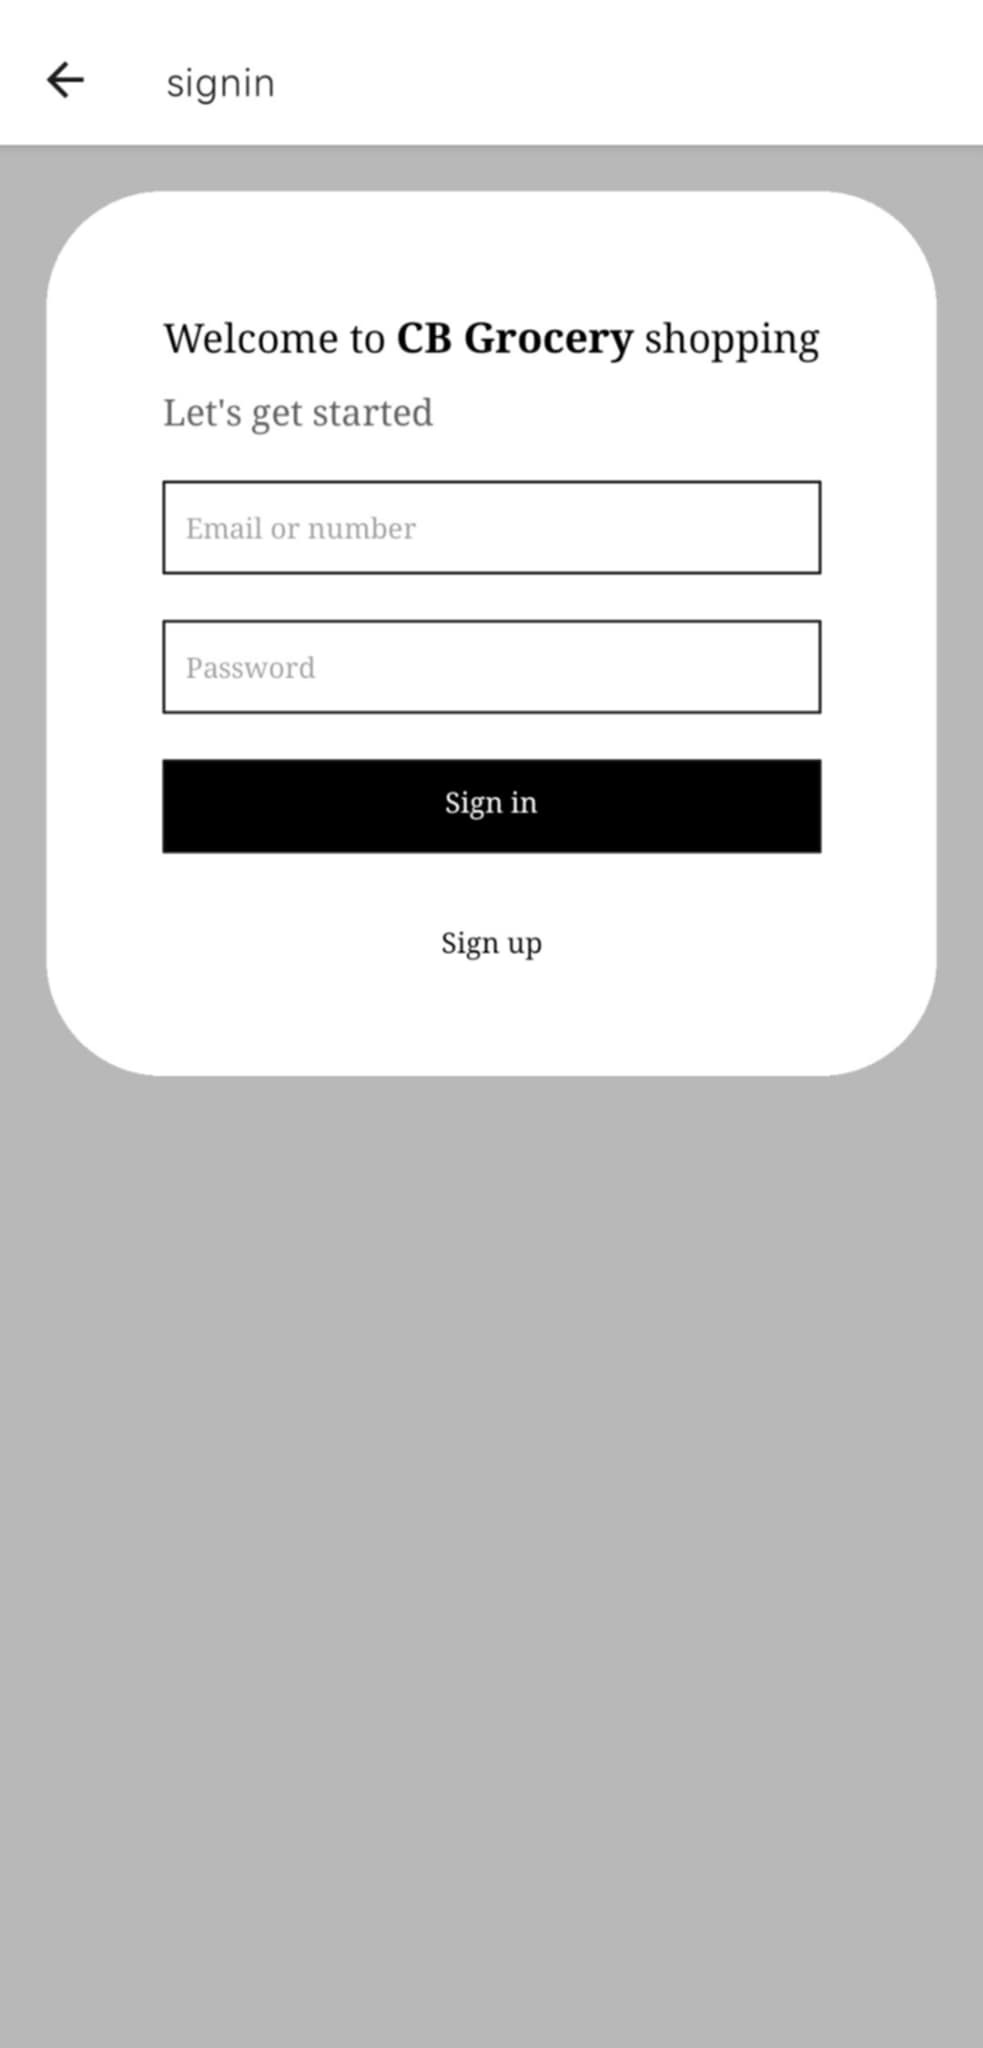 signin
Welcome to CB Grocery shopping
Let's get started
Email or number
Password
Sign in
Sign up